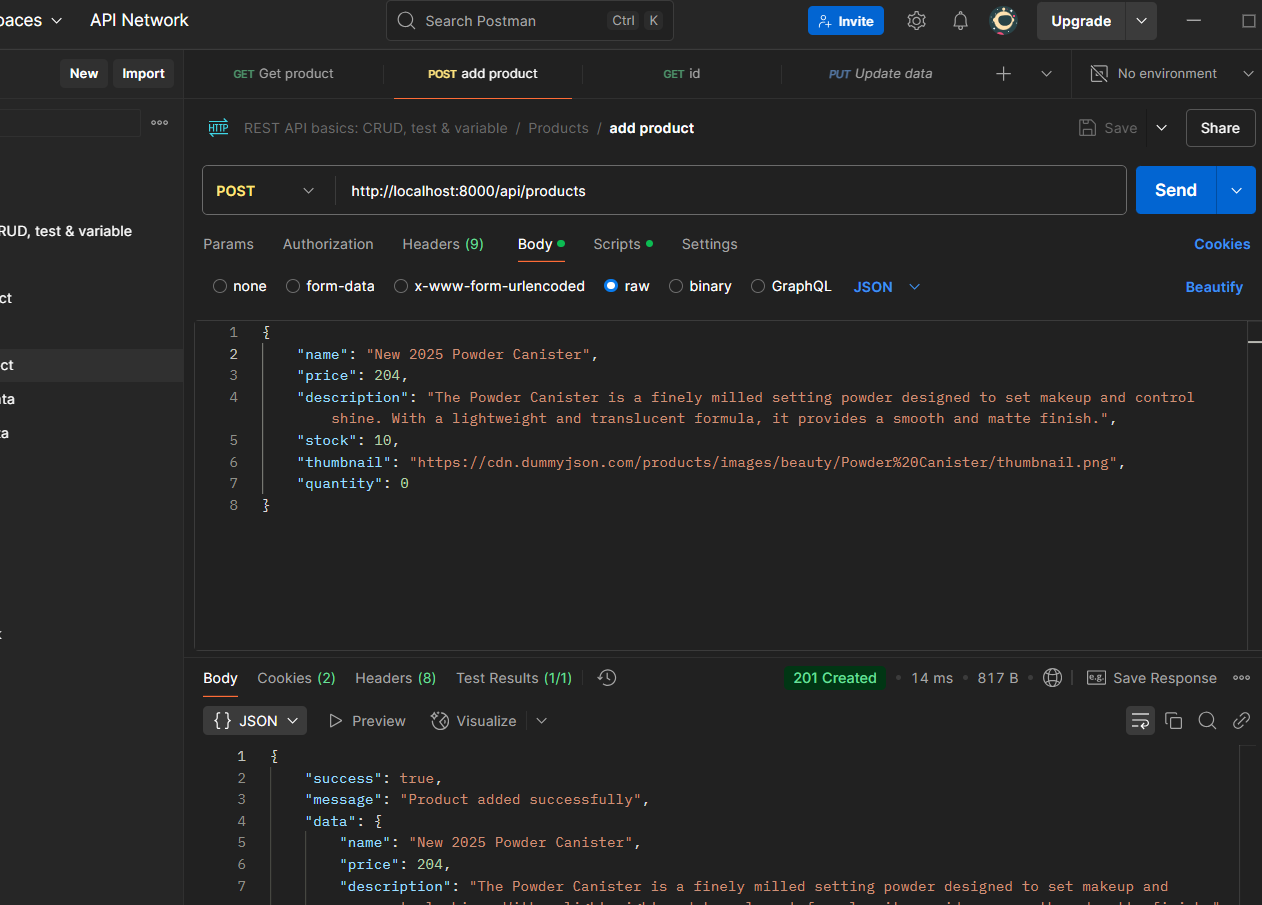 paces API Network Search Postman Ctrl K Invite Upgrade
New Import GET Get product POST add product GET id PUT Update data No environment
HTTP REST API basics: CRUD, test & variable / Products / add product Save Share
POST http://localhost:8000/api/products Send
RUD, test & variable
Params Authorization Headers (9) Body Scripts Settings Cookies
none form-data x-www-form-urlencoded raw binary GraphQL JSON Beautify
ct
ct
ta
a
1 {
2 "name": "New 2025 Powder Canister",
3 "price": 204,
4 "description": "The Powder Canister is a finely milled setting powder designed to set makeup and control
shine. With a lightweight and translucent formula, it provides a smooth and matte finish.",
5 "stock": 10,
6 "thumbnail": "https://cdn.dummyjson.com/products/images/beauty/Powder%20Canister/thumbnail.png",
7 "quantity": 0
8 }
Body Cookies (2) Headers (8) Test Results (1/1) 201 Created 14 ms 817 B e.g. Save Response
{} JSON Preview Visualize
1 {
2 "success": true,
3 "message": "Product added successfully",
4 "data": {
5 "name": "New 2025 Powder Canister",
6 "price": 204,
7 "description": "The Powder Canister is a finely milled setting powder designed to set makeup and